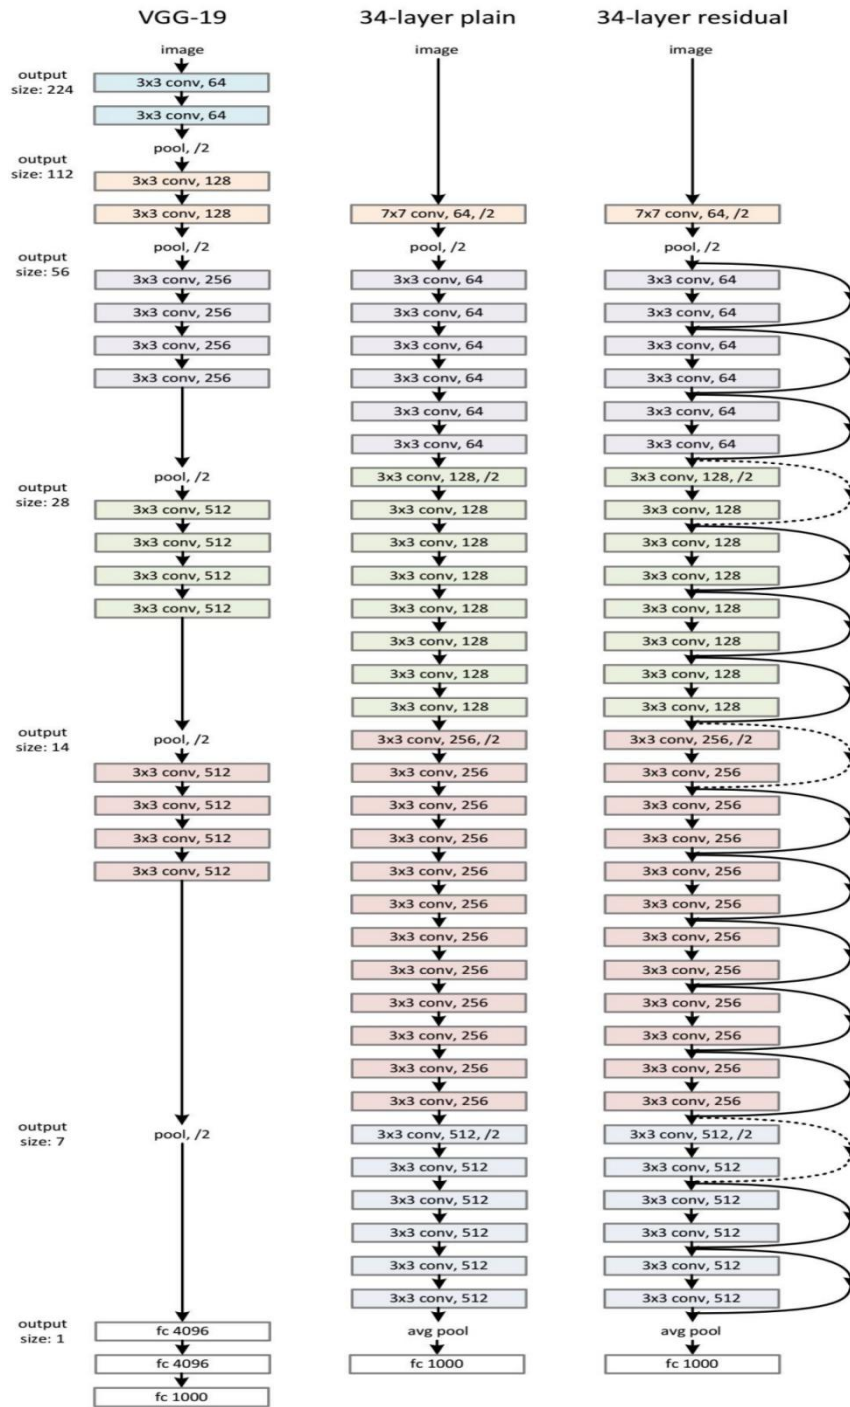 output
size: 224
output
size: 112
output
size: 56
output
size: 28
output
size: 14
output
size: 7
output
size: 1
VGG-19
image
3x3 conv, 64
3x3 conv, 64
pool, /2
3x3 conv, 128
3x3 conv, 128
pool, /2
3x3 conv, 256
3x3 conv, 256
3x3 conv, 256
3x3 conv, 256
pool, /2
3x3 conv, 512
3x3 conv, 512
3x3 conv, 512
3x3 conv, 512
pool, /2
3x3 conv, 512
3x3 conv, 512
3x3 conv, 512
3x3 conv, 512
pool, /2
fc 4096
fc 4096
fc 1000
34-layer plain
image
7x7 conv, 64, /2
pool, /2
3x3 conv, 64
3x3 conv, 64
3x3 conv, 64
3x3 conv, 64
3x3 conv, 64
3x3 conv, 64
3x3 conv, 128, /2
3x3 conv, 128
3x3 conv, 128
3x3 conv, 128
3x3 conv, 128
3x3 conv, 128
3x3 conv, 128
3x3 conv, 128
3x3 conv, 256, /2
3x3 conv, 256
3x3 conv, 256
3x3 conv, 256
3x3 conv, 256
3x3 conv, 256
3x3 conv, 256
3x3 conv, 256
3x3 conv, 256
3x3 conv, 256
3x3 conv, 256
3x3 conv, 256
3x3 conv, 512, /2
3x3 conv, 512
3x3 conv, 512
3x3 conv, 512
3x3 conv, 512
3x3 conv, 512
avg pool
fc 1000
34-layer residual
image
7x7 conv, 64, /2
pool, /2
3x3 conv, 64
3x3 conv, 64
3x3 conv, 64
3x3 conv, 64
3x3 conv, 64
3x3 conv, 64
3x3 conv, 128, /2
3x3 conv, 128
3x3 conv, 128
3x3 conv, 128
3x3 conv, 128
3x3 conv, 128
3x3 conv, 128
3x3 conv, 128
3x3 conv, 256, /2
3x3 conv, 256
3x3 conv, 256
3x3 conv, 256
3x3 conv, 256
3x3 conv, 256
3x3 conv, 256
3x3 conv, 256
3x3 conv, 256
3x3 conv, 256
3x3 conv, 256
3x3 conv, 256
3x3 conv, 512, /2
3x3 conv, 512
3x3 conv, 512
3x3 conv, 512
3x3 conv, 512
3x3 conv, 512
avg pool
fc 1000